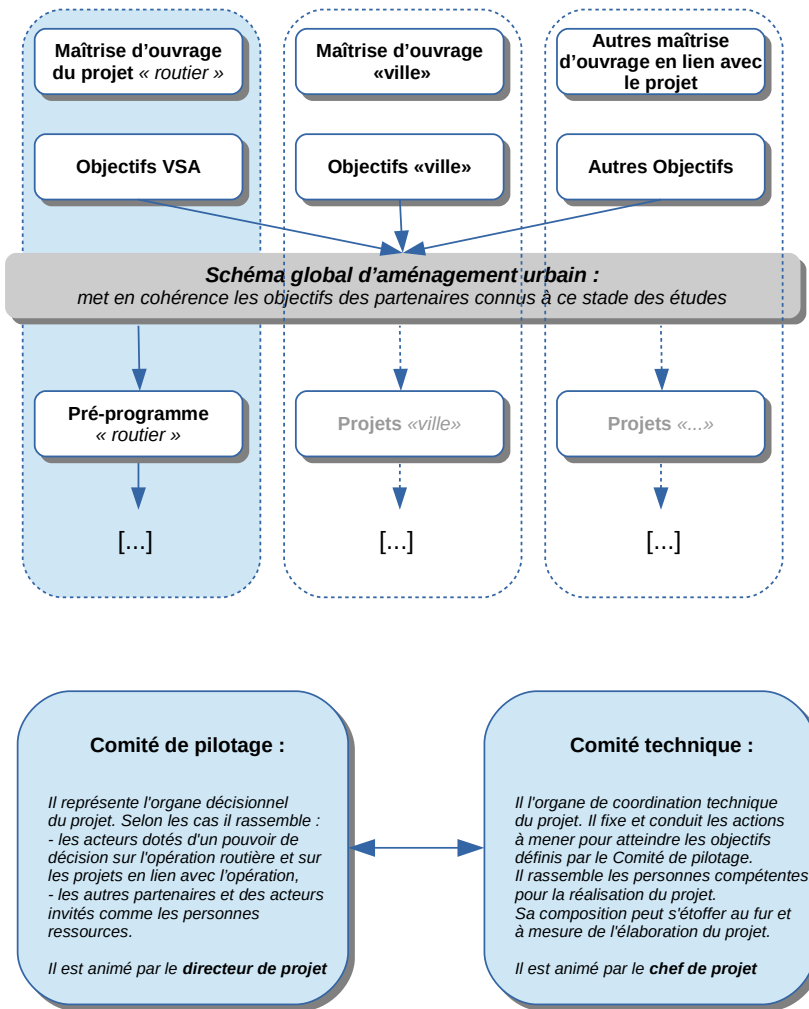 Maîtrise d'ouvrage
du projet « routier »
Maîtrise d'ouvrage
«ville»
Autres maîtrise
d'ouvrage en lien avec
le projet
Objectifs VSA
Objectifs «ville»
Autres Objectifs
Schéma global d'aménagement urbain :
met en cohérence les objectifs des partenaires connus à ce stade des études
Pré-programme
« routier »
Projets «ville»
Projets «...»
[...]
[...]
[...]
Comité de pilotage :
Il représente l'organe décisionnel
du projet. Selon les cas il rassemble :
- les acteurs dotés d'un pouvoir de
décision sur l'opération routière et sur
les projets en lien avec l'opération,
- les autres partenaires et des acteurs
invités comme les personnes
ressources.
Il est animé par le directeur de projet
Comité technique :
Il l'organe de coordination technique
du projet. Il fixe et conduit les actions
à mener pour atteindre les objectifs
définis par le Comité de pilotage.
Il rassemble les personnes compétentes
pour la réalisation du projet.
Sa composition peut s'étoffer au fur et
à mesure de l'élaboration du projet.
Il est animé par le chef de projet